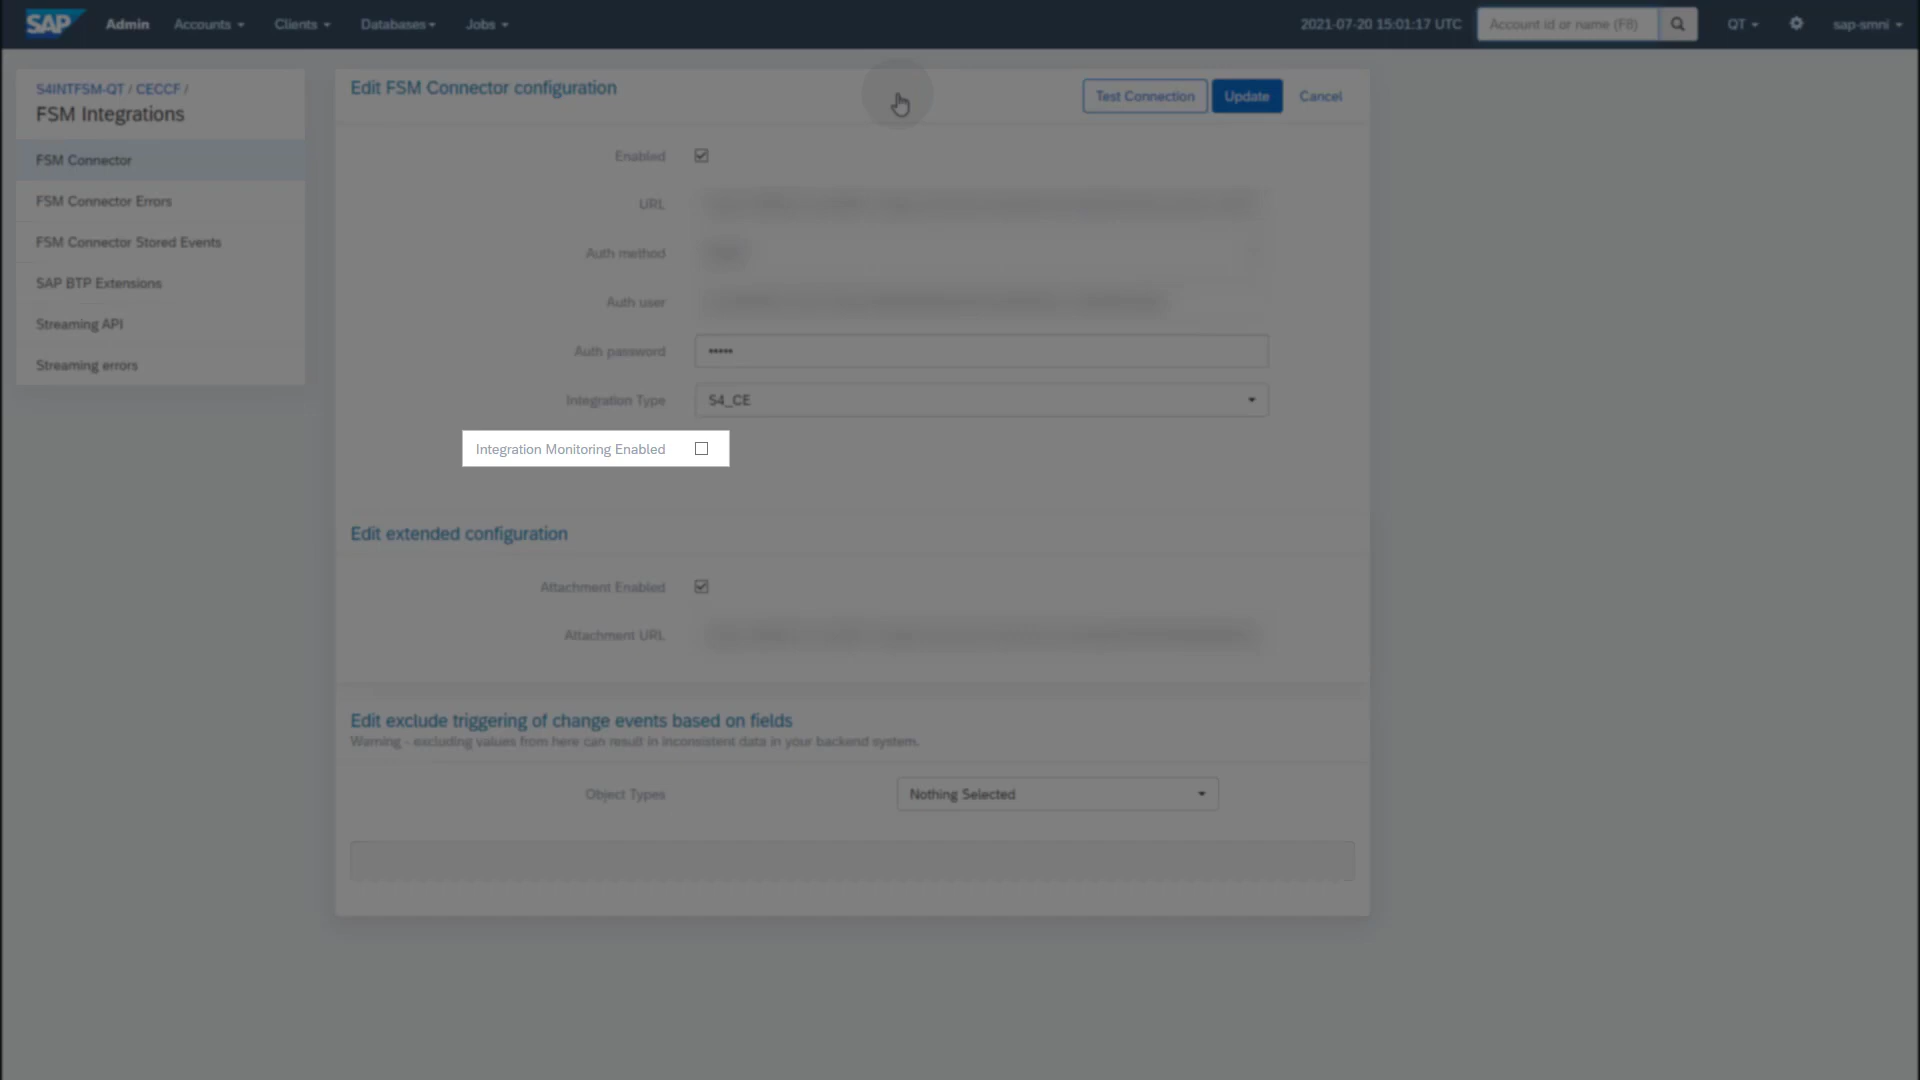 SAP Admin Accounts Clients Databases Jobs 2021-07-20 15:01:17 UTC Account id or name (F8) QT sap-smni
S4INTFSM-QT / CECCF /
FSM Integrations
FSM Connector
FSM Connector Errors
FSM Connector Stored Events
SAP BTP Extensions
Streaming API
Streaming errors
Edit FSM Connector configuration Test Connection Update Cancel
Enabled
URL
Auth method
Auth user
Auth password •••••
Integration Type S4_CE
Integration Monitoring Enabled
Edit extended configuration
Attachment Enabled
Attachment URL
Edit exclude triggering of change events based on fields
Warning - excluding values from here can result in inconsistent data in your backend system.
Object Types Nothing Selected